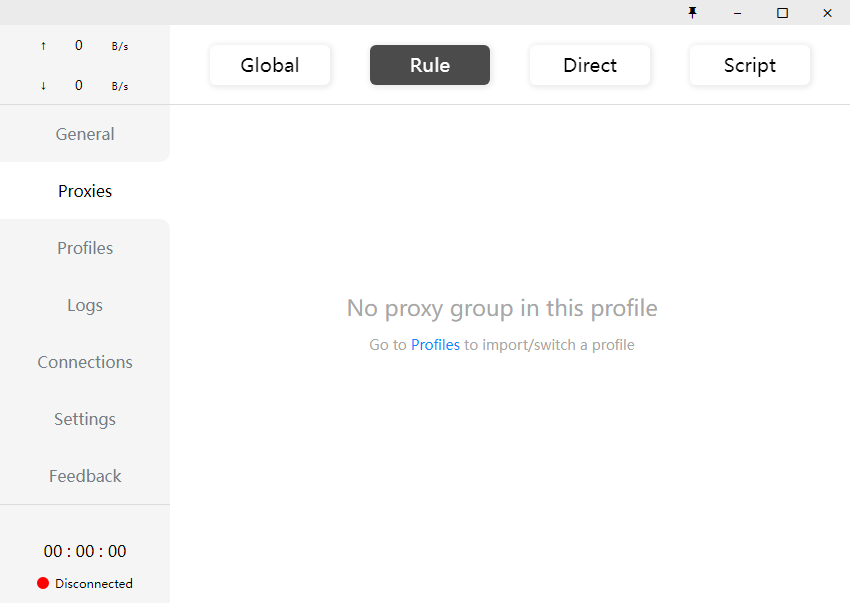 ↑ 0 B/s
↓ 0 B/s
Global Rule Direct Script
General
Proxies
Profiles
Logs
Connections
Settings
Feedback
No proxy group in this profile
Go to Profiles to import/switch a profile
00 : 00 : 00
Disconnected